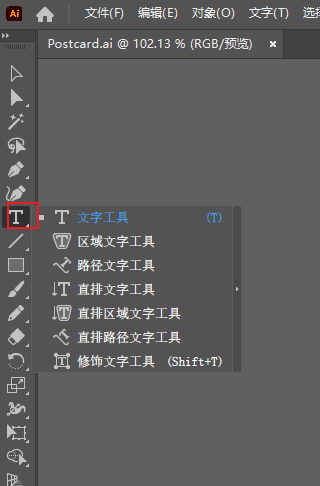 Ai 文件(F) 编辑(E) 对象(O) 文字(T)
Postcard.ai @ 102.13 % (RGB/预览) ×
文字工具 (T)
区域文字工具
路径文字工具
直排文字工具
直排区域文字工具
直排路径文字工具
修饰文字工具 (Shift+T)